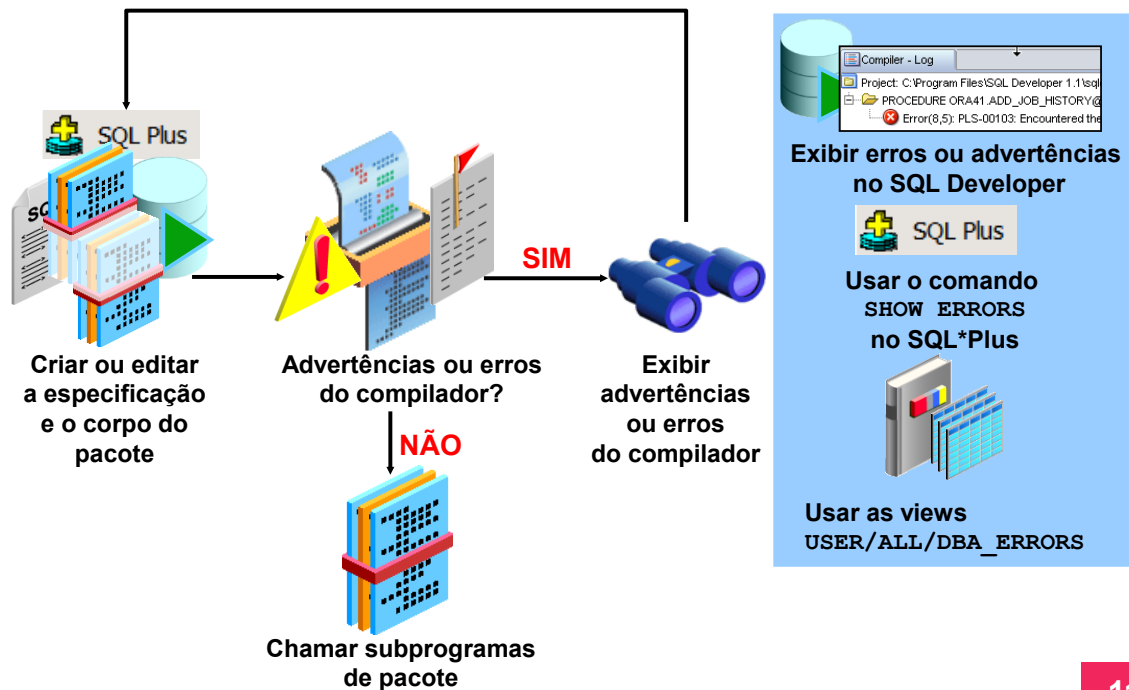 SQL Plus
Criar ou editar
a especificação
e o corpo do
pacote
Advertências ou erros
do compilador?
SIM
NÃO
Exibir
advertências
ou erros
do compilador
Chamar subprogramas
de pacote
Compiler - Log
Project: C:\Program Files\SQL Developer 1.1\sql
PROCEDURE ORA41.ADD_JOB_HISTORY@
Error(8,5): PLS-00103: Encountered the
Exibir erros ou advertências
no SQL Developer
SQL Plus
Usar o comando
SHOW ERRORS
no SQL*Plus
Usar as views
USER/ALL/DBA_ERRORS